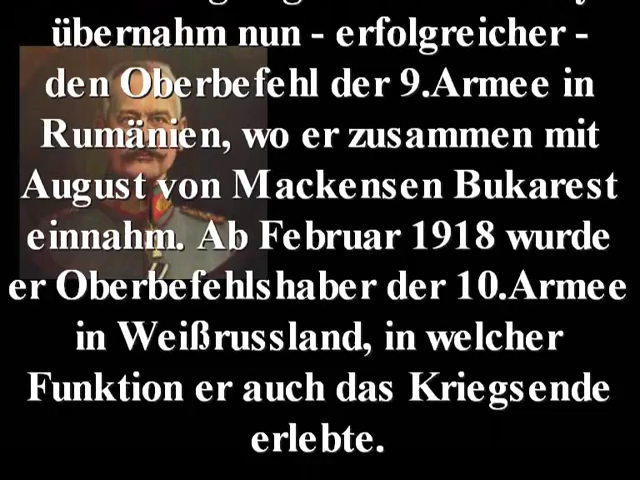 übernahm nun - erfolgreicher -
den Oberbefehl der 9.Armee in
Rumänien, wo er zusammen mit
August von Mackensen Bukarest
einnahm. Ab Februar 1918 wurde
er Oberbefehlshaber der 10.Armee
in Weißrussland, in welcher
Funktion er auch das Kriegsende
erlebte.